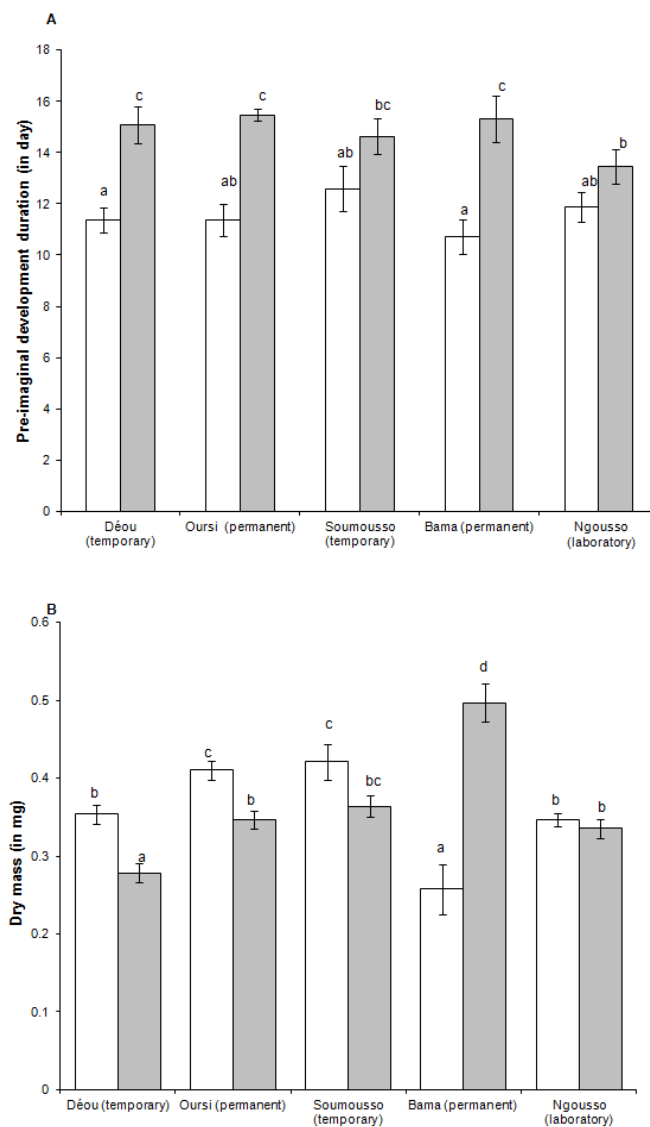 A
18
16
14
12
10
8
6
4
2
0
Pre-imaginal development duration (in day)
a
c
ab
c
ab
bc
a
c
ab
b
Déou
(temporary)
Oursi (permanent)
Soumousso
(temporary)
Bama (permanent)
Ngousso
(laboratory)
B
0.6
0.5
0.4
0.3
0.2
0.1
0
Dry mass (in mg)
b
a
c
b
c
bc
a
d
b
b
Déou (temporary)
Oursi (permanent)
Soumousso
(temporary)
Bama (permanent)
Ngousso
(laboratory)